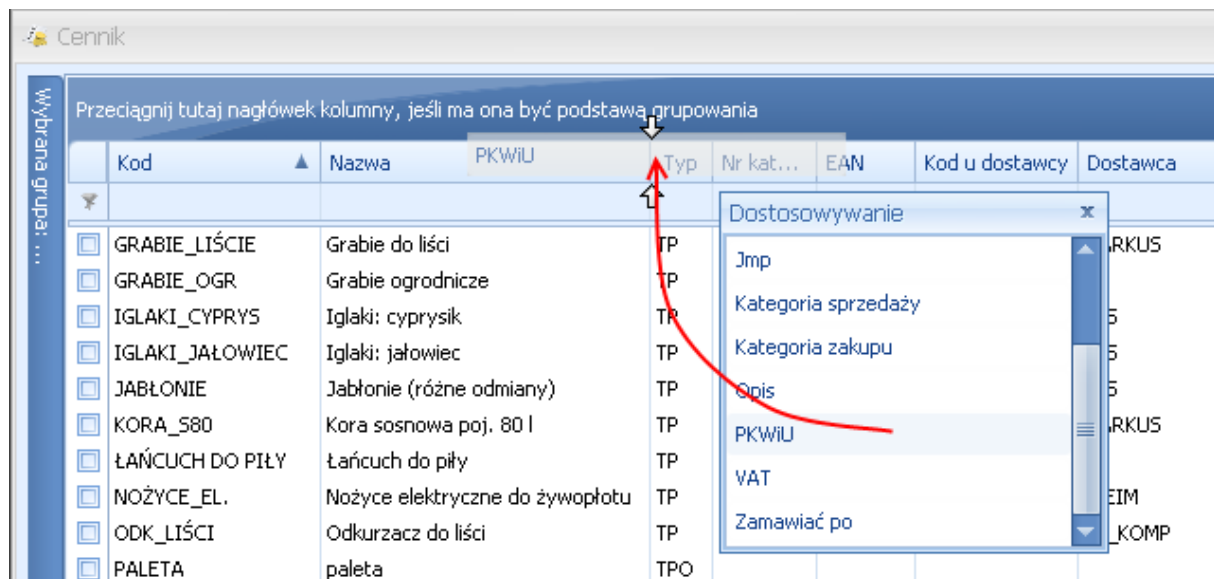 Cennik
Wybrana grupa: ...
Przeciągnij tutaj nagłówek kolumny, jeśli ma ona być podstawą grupowania
Kod Nazwa PKWiU Typ Nr kat... EAN Kod u dostawcy Dostawca
Dostosowywanie x
GRABIE_LIŚCIE Grabie do liści TP RKUS
GRABIE_OGR Grabie ogrodnicze TP
IGLAKI_CYPRYS Iglaki: cyprysik TP S
IGLAKI_JAŁOWIEC Iglaki: jałowiec TP S
JABŁONIE Jabłonie (różne odmiany) TP S
KORA_S80 Kora sosnowa poj. 80 l TP RKUS
ŁAŃCUCH DO PIŁY Łańcuch do piły TP
NOŻYCE_EL. Nożyce elektryczne do żywopłotu TP EIM
ODK_LIŚCI Odkurzacz do liści TP _KOMP
PALETA paleta TPO
Jmp
Kategoria sprzedaży
Kategoria zakupu
Opis
PKWiU
VAT
Zamawiać po